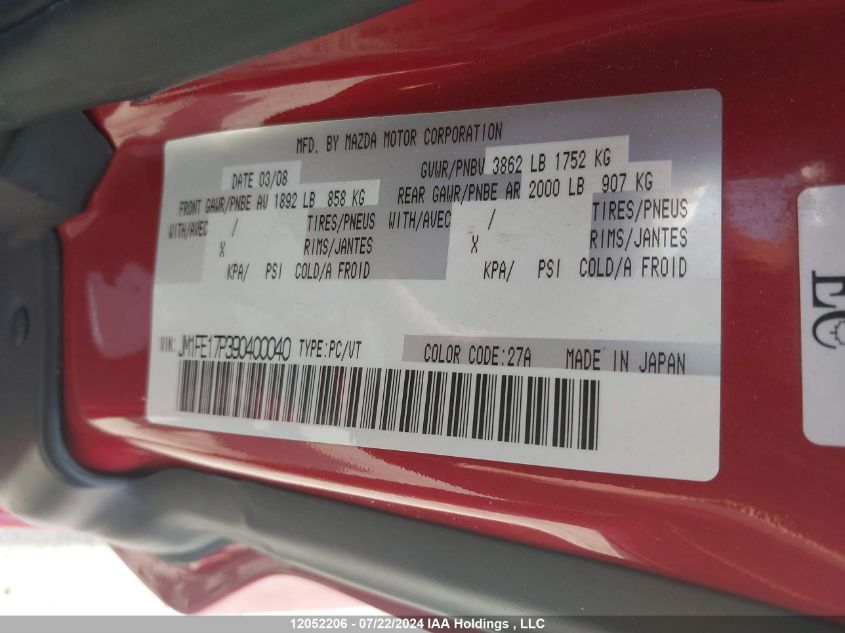 MFD. BY MAZDA MOTOR CORPORATION
DATE 03/08 GVWR/PNBV 3862 LB 1752 KG
FRONT GAWR/PNBE AV 1892 LB 858 KG REAR GAWR/PNBE AR 2000 LB 907 KG
WITH/AVEC / TIRES/PNEUS WITH/AVEC / TIRES/PNEUS
X RIMS/JANTES X RIMS/JANTES
KPA/ PSI COLD/A FROID KPA/ PSI COLD/A FROID
VIN: JM1FE17P390400040 TYPE:PC/VT COLOR CODE:27A MADE IN JAPAN
EC
12052206 - 07/22/2024 IAA Holdings , LLC